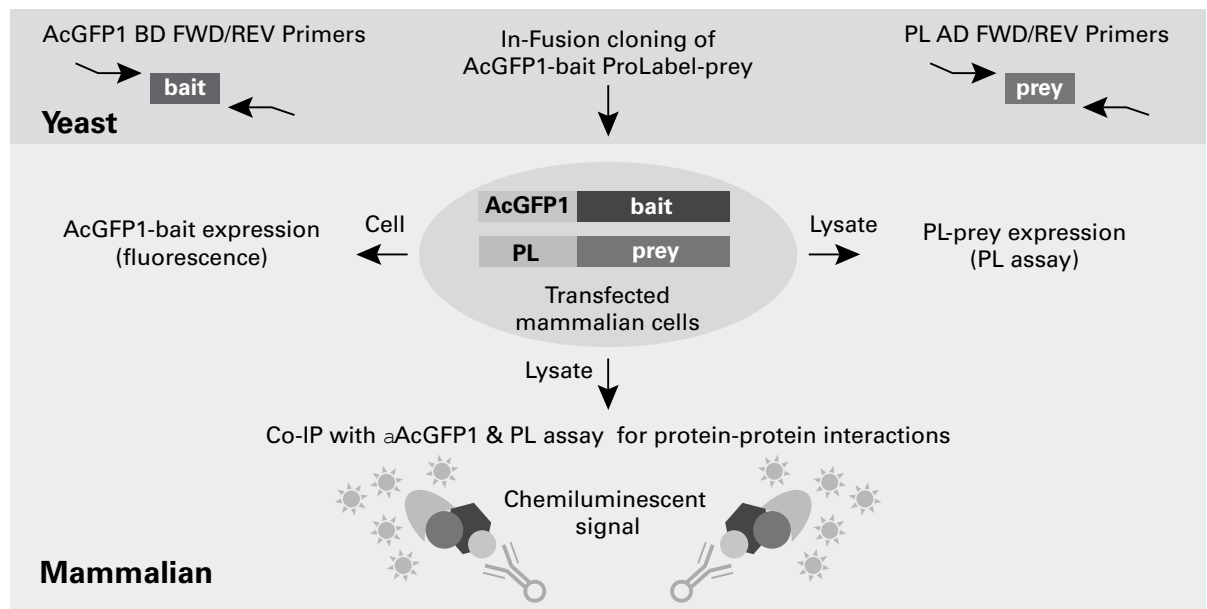 AcGFP1 BD FWD/REV Primers
bait
Yeast
In-Fusion cloning of
AcGFP1-bait ProLabel-prey
PL AD FWD/REV Primers
prey
AcGFP1-bait expression
(fluorescence)
Cell
AcGFP1 bait
PL prey
Transfected
mammalian cells
Lysate
PL-prey expression
(PL assay)
Lysate
Co-IP with aAcGFP1 & PL assay for protein-protein interactions
Chemiluminescent
signal
Mammalian